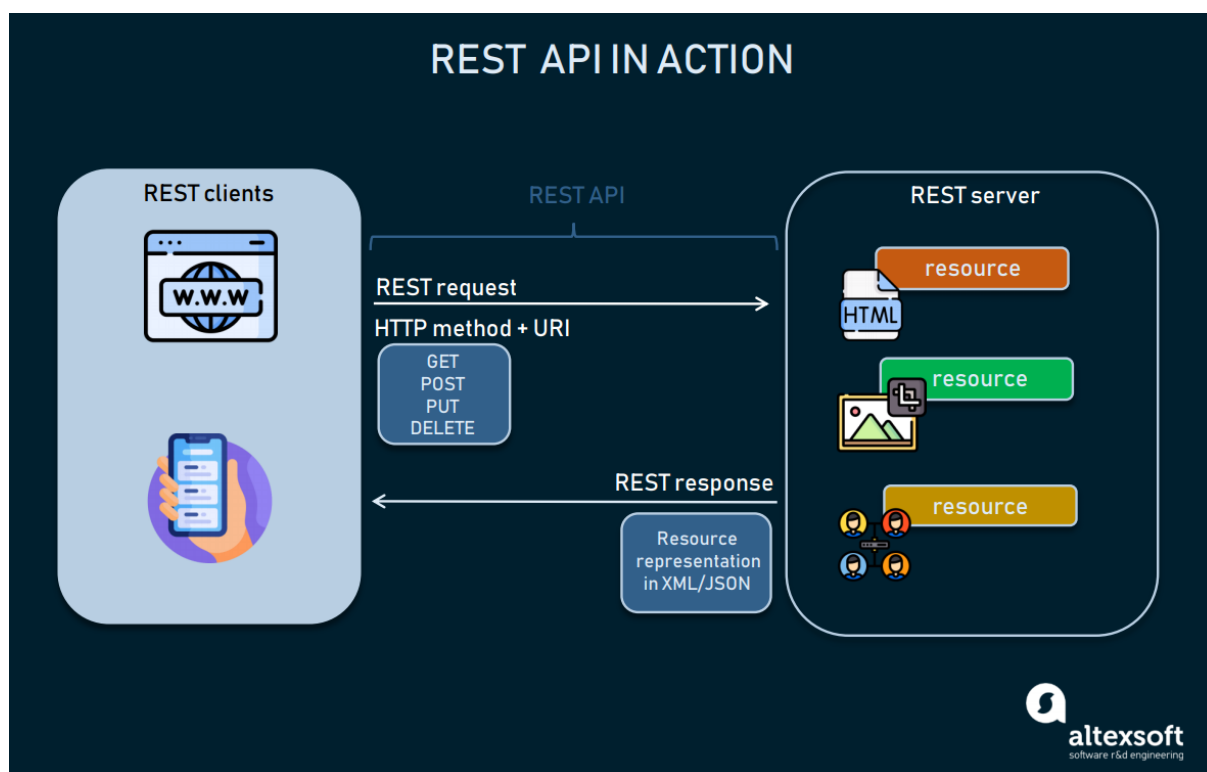 REST API IN ACTION
REST clients
W.W.W
REST API
REST request
HTTP method + URI
GET
POST
PUT
DELETE
REST response
Resource
representation
in XML/JSON
REST server
resource
HTML
resource
resource
altexsoft
software r&d engineering